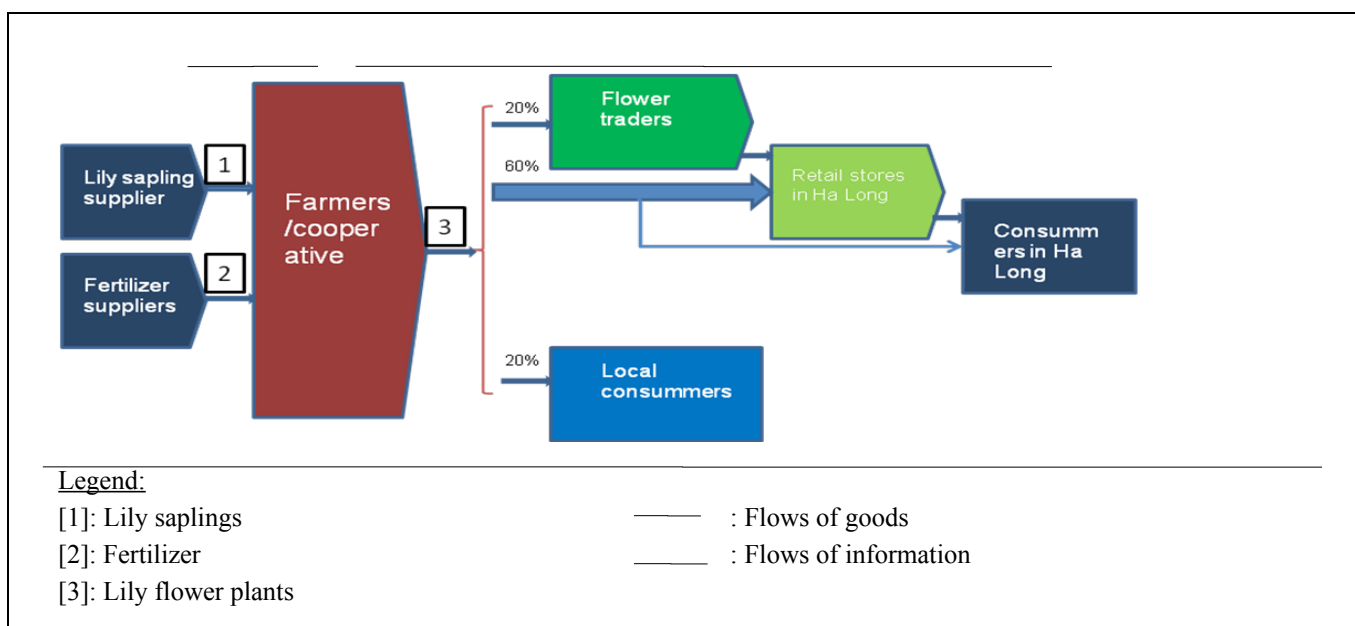 Lily sapling
supplier
1
Fertilizer
suppliers
2
Farmers
/cooper
ative
3
20%
Flower
traders
60%
Retail stores
in Ha Long
Consumm
ers in Ha
Long
20%
Local
consummers
Legend:
[1]: Lily saplings
: Flows of goods
[2]: Fertilizer
: Flows of information
[3]: Lily flower plants